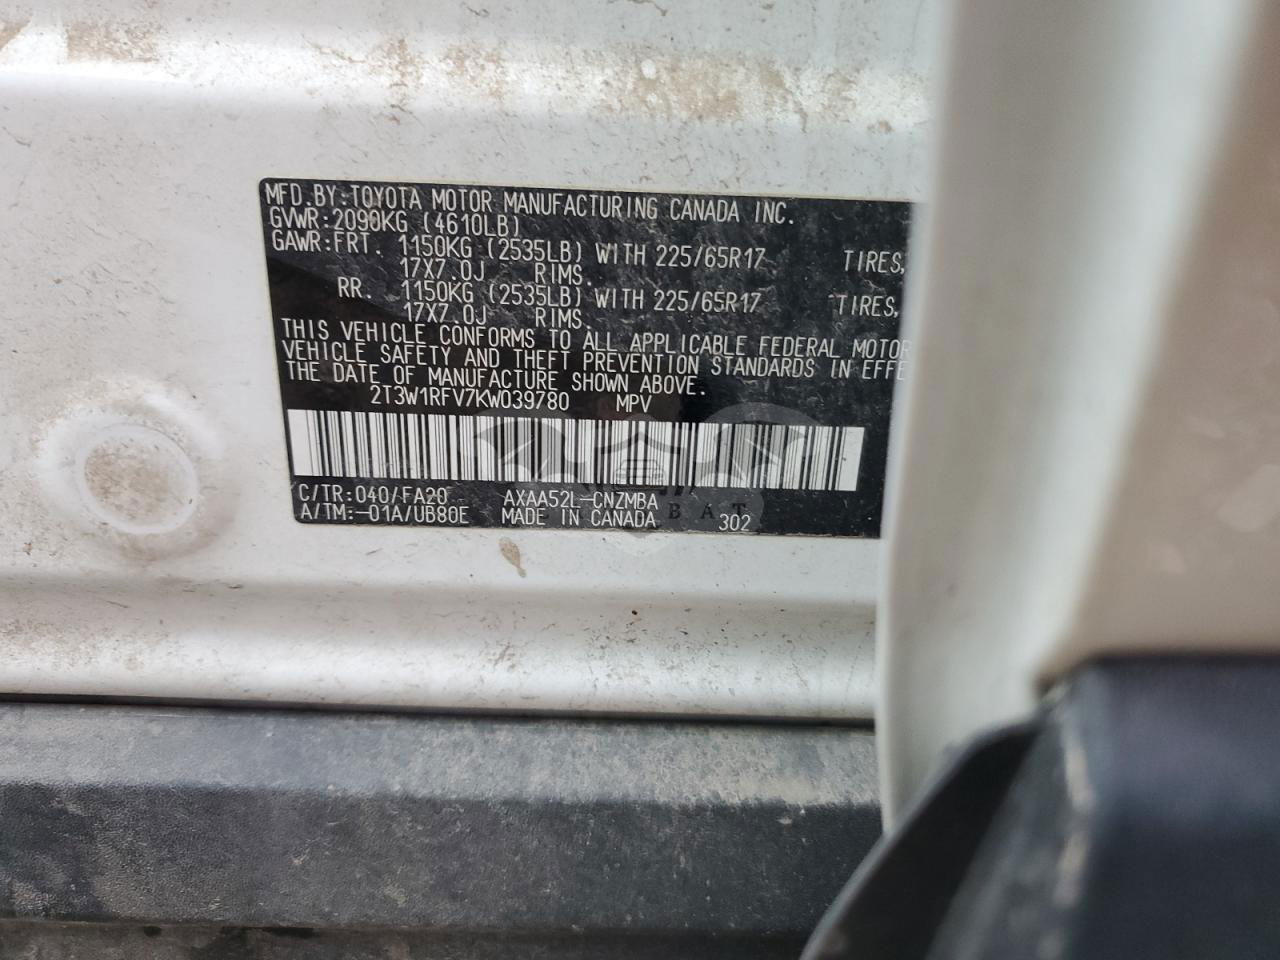 MFD.BY:TOYOTA MOTOR MANUFACTURING CANADA INC.
GVWR:2090KG (4610LB)
GAWR:FRT. 1150KG (2535LB) WITH 225/65R17 TIRES,
17X7.0J RIMS.
RR. 1150KG (2535LB) WITH 225/65R17 TIRES,
17X7.0J RIMS.
THIS VEHICLE CONFORMS TO ALL APPLICABLE FEDERAL MOTOR
VEHICLE SAFETY AND THEFT PREVENTION STANDARDS IN EFFE
THE DATE OF MANUFACTURE SHOWN ABOVE.
2T3W1RFV7KW039780 MPV
C/TR:040/FA20 AXAA52L-CNZMBA
A/TM:-01A/UB80E MADE IN CANADA 302